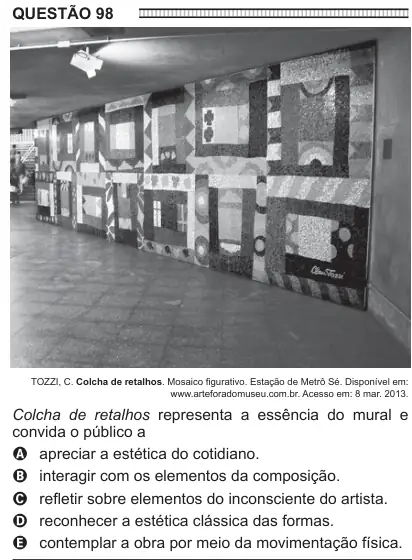 QUESTÃO 98
Clau Tozzi
TOZZI, C. Colcha de retalhos. Mosaico figurativo. Estação de Metrô Sé. Disponível em:
www.arteforadomuseu.com.br. Acesso em: 8 mar. 2013.
Colcha de retalhos representa a essência do mural e
convida o público a
A apreciar a estética do cotidiano.
B interagir com os elementos da composição.
C refletir sobre elementos do inconsciente do artista.
D reconhecer a estética clássica das formas.
E contemplar a obra por meio da movimentação física.